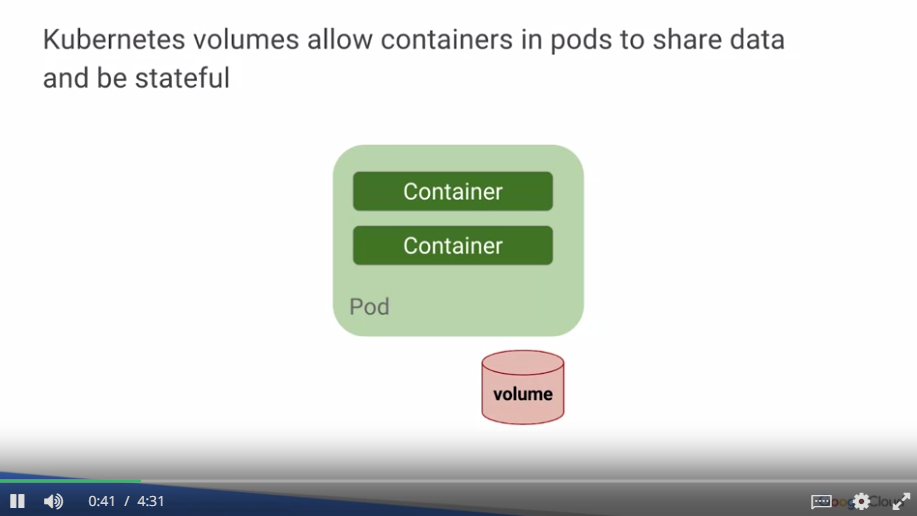 Kubernetes volumes allow containers in pods to share data
and be stateful
Container
Container
Pod
volume
0:41 / 4:31